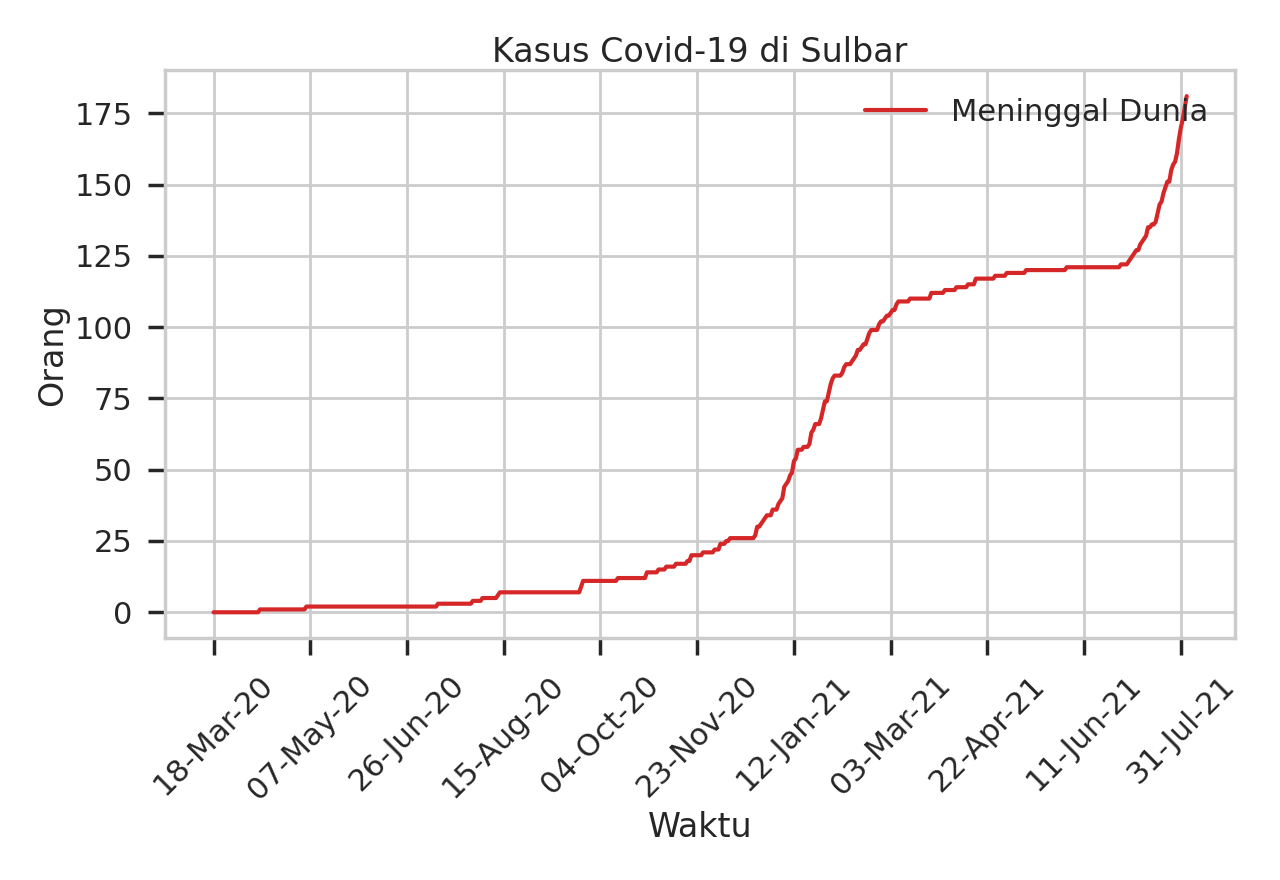 Kasus Covid-19 di Sulbar
Meninggal Dunia
175
150
125
100
75
50
25
0
Orang
18-Mar-20
07-May-20
26-Jun-20
15-Aug-20
04-Oct-20
23-Nov-20
12-Jan-21
03-Mar-21
22-Apr-21
11-Jun-21
31-Jul-21
Waktu